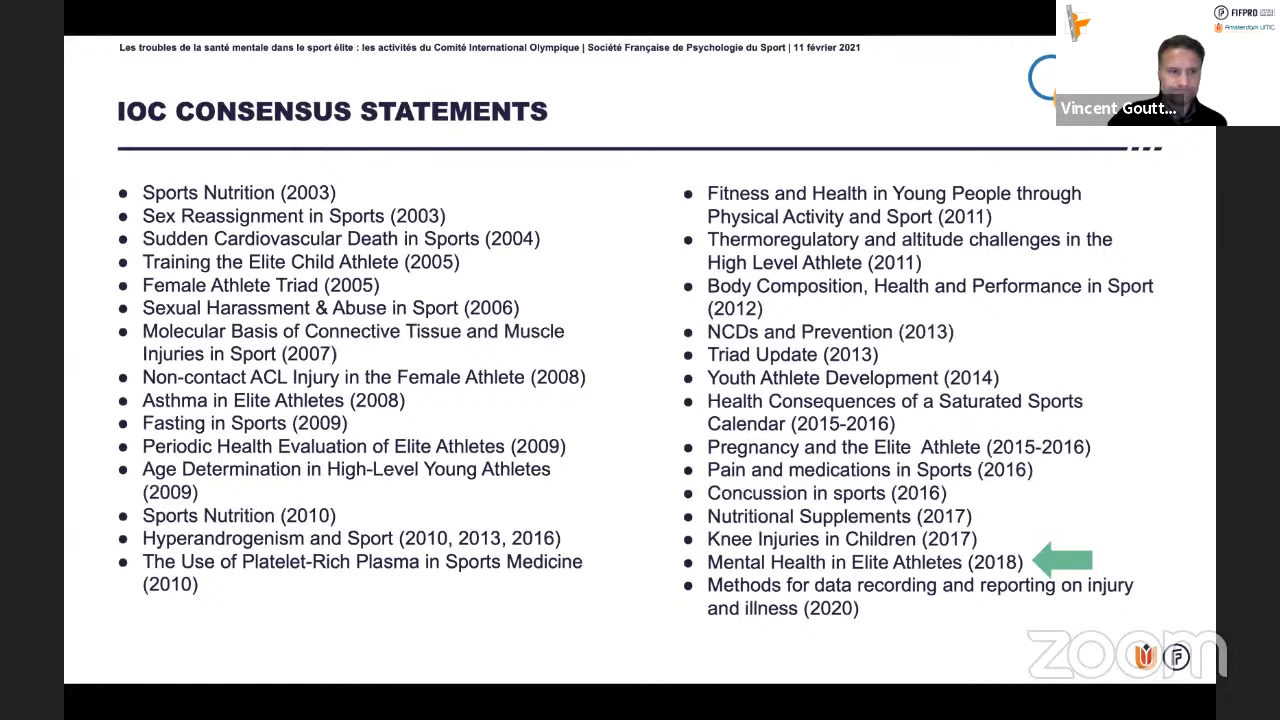 Les troubles de la santé mentale dans le sport élite : les activités du Comité International Olympique | Société Française de Psychologie du Sport | 11 février 2021
FIFPRO
Amsterdam UMC
Vincent Goutt...
IOC CONSENSUS STATEMENTS
● Sports Nutrition (2003)
● Sex Reassignment in Sports (2003)
● Sudden Cardiovascular Death in Sports (2004)
● Training the Elite Child Athlete (2005)
● Female Athlete Triad (2005)
● Sexual Harassment & Abuse in Sport (2006)
● Molecular Basis of Connective Tissue and Muscle
Injuries in Sport (2007)
● Non-contact ACL Injury in the Female Athlete (2008)
● Asthma in Elite Athletes (2008)
● Fasting in Sports (2009)
● Periodic Health Evaluation of Elite Athletes (2009)
● Age Determination in High-Level Young Athletes
(2009)
● Sports Nutrition (2010)
● Hyperandrogenism and Sport (2010, 2013, 2016)
● The Use of Platelet-Rich Plasma in Sports Medicine
(2010)
● Fitness and Health in Young People through
Physical Activity and Sport (2011)
● Thermoregulatory and altitude challenges in the
High Level Athlete (2011)
● Body Composition, Health and Performance in Sport
(2012)
● NCDs and Prevention (2013)
● Triad Update (2013)
● Youth Athlete Development (2014)
● Health Consequences of a Saturated Sports
Calendar (2015-2016)
● Pregnancy and the Elite Athlete (2015-2016)
● Pain and medications in Sports (2016)
● Concussion in sports (2016)
● Nutritional Supplements (2017)
● Knee Injuries in Children (2017)
● Mental Health in Elite Athletes (2018)
● Methods for data recording and reporting on injury
and illness (2020)
zoom